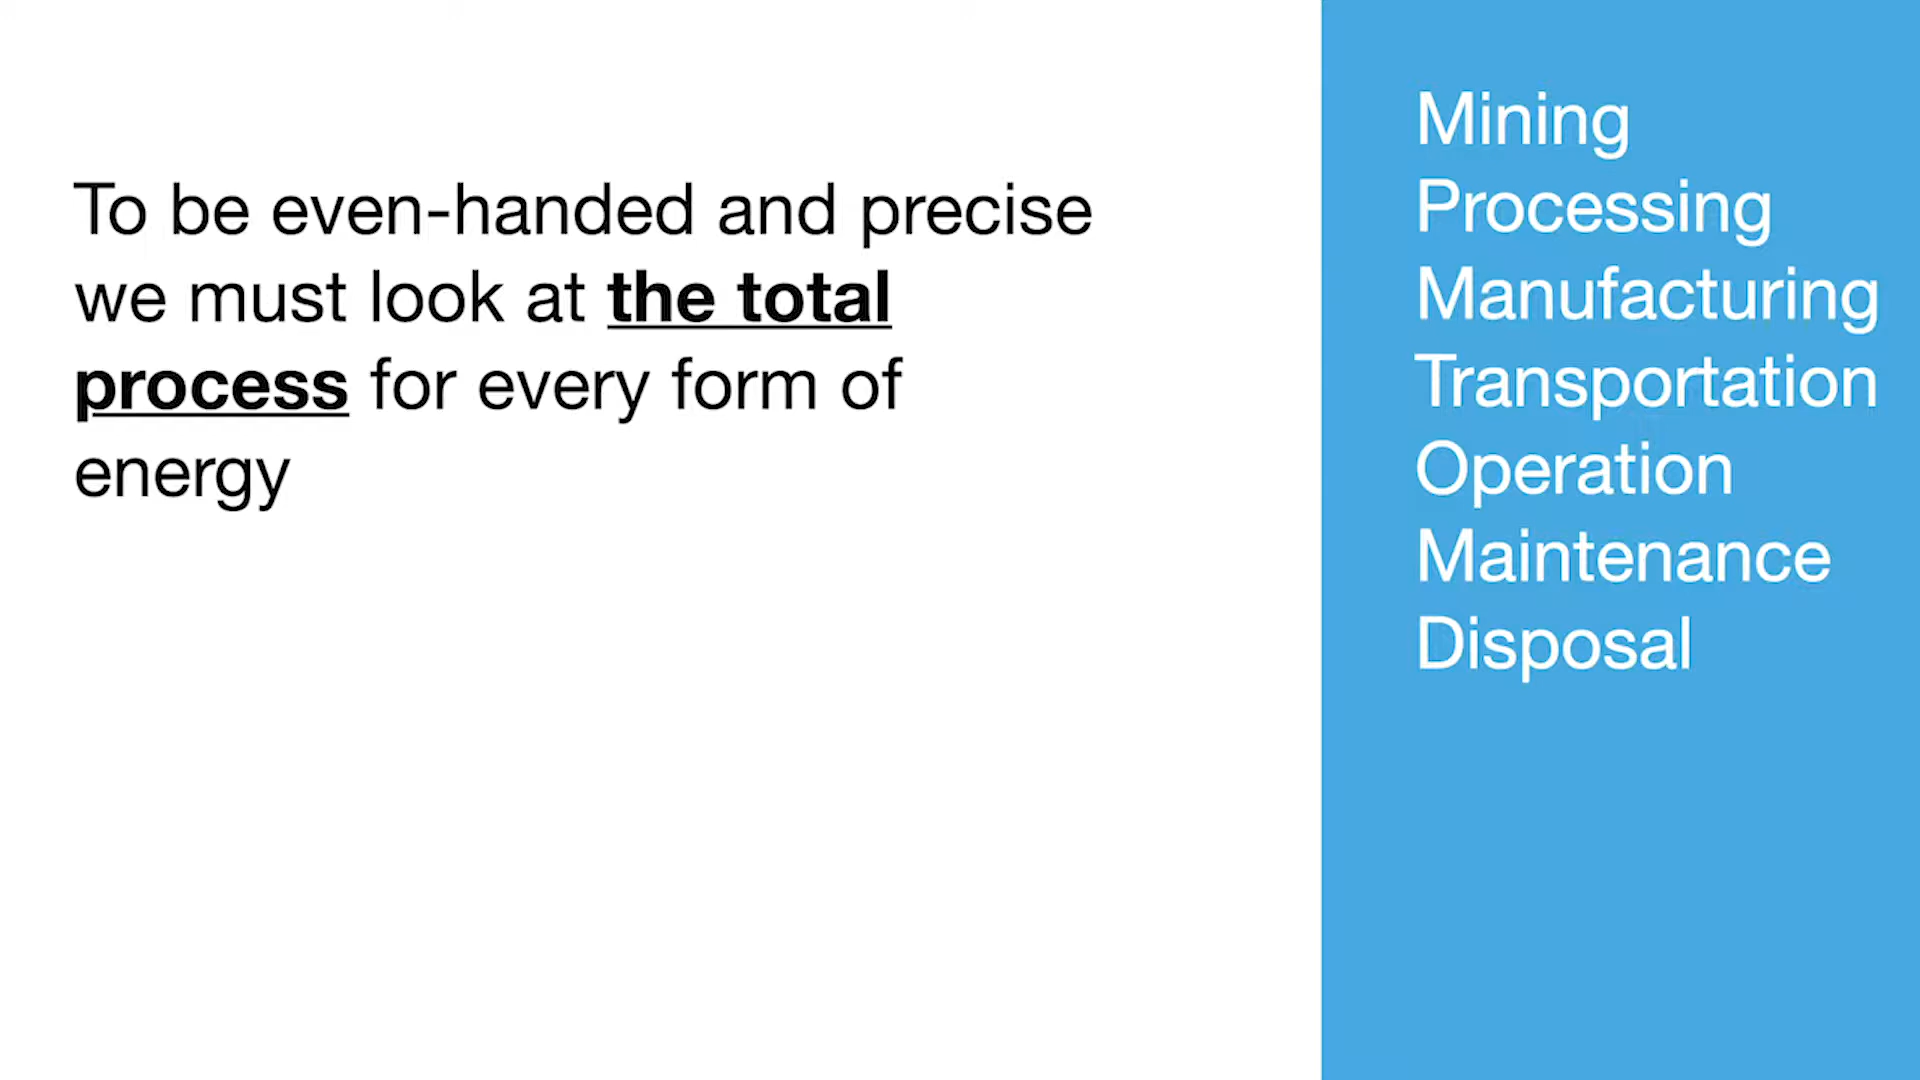 To be even-handed and precise
we must look at the total
process for every form of
energy
Mining
Processing
Manufacturing
Transportation
Operation
Maintenance
Disposal